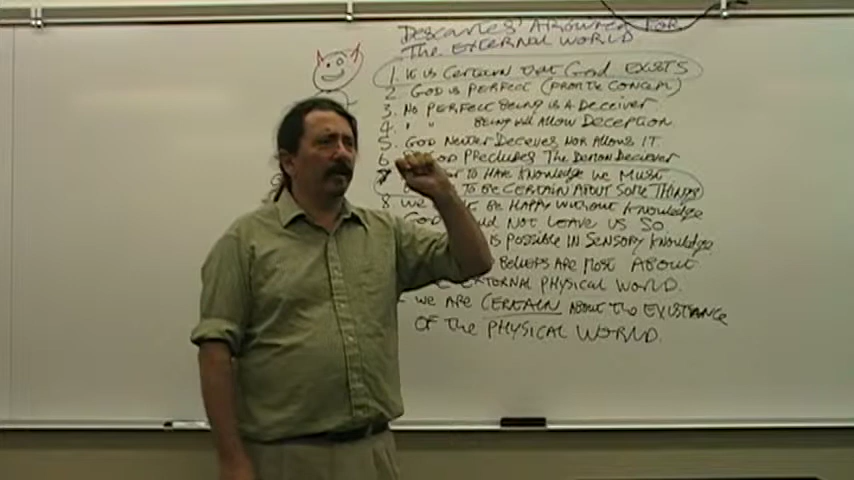 Descartes' Argument FOR
The External World
1. It is Certain that God EXISTS
2. God is Perfect (from the Concept)
3. No Perfect Being is a Deceiver
4. " " Being will Allow Deception
5. God Neither Deceives Nor Allows It
6 God Precludes The Demon Deceiver
7 to Have Knowledge we Must
to be Certain About Some Things
8 we be Happy without Knowledge
God Not Leave us So
is possible in Sensory Knowledge
Beliefs are Most About
External Physical World.
we are CERTAIN About the Existence
of the Physical World.